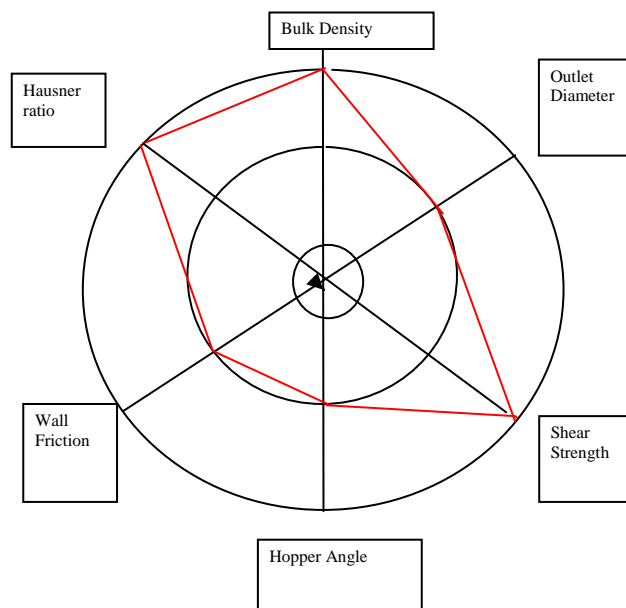 Bulk Density
Hausner
ratio
Outlet
Diameter
Wall
Friction
Shear
Strength
Hopper Angle